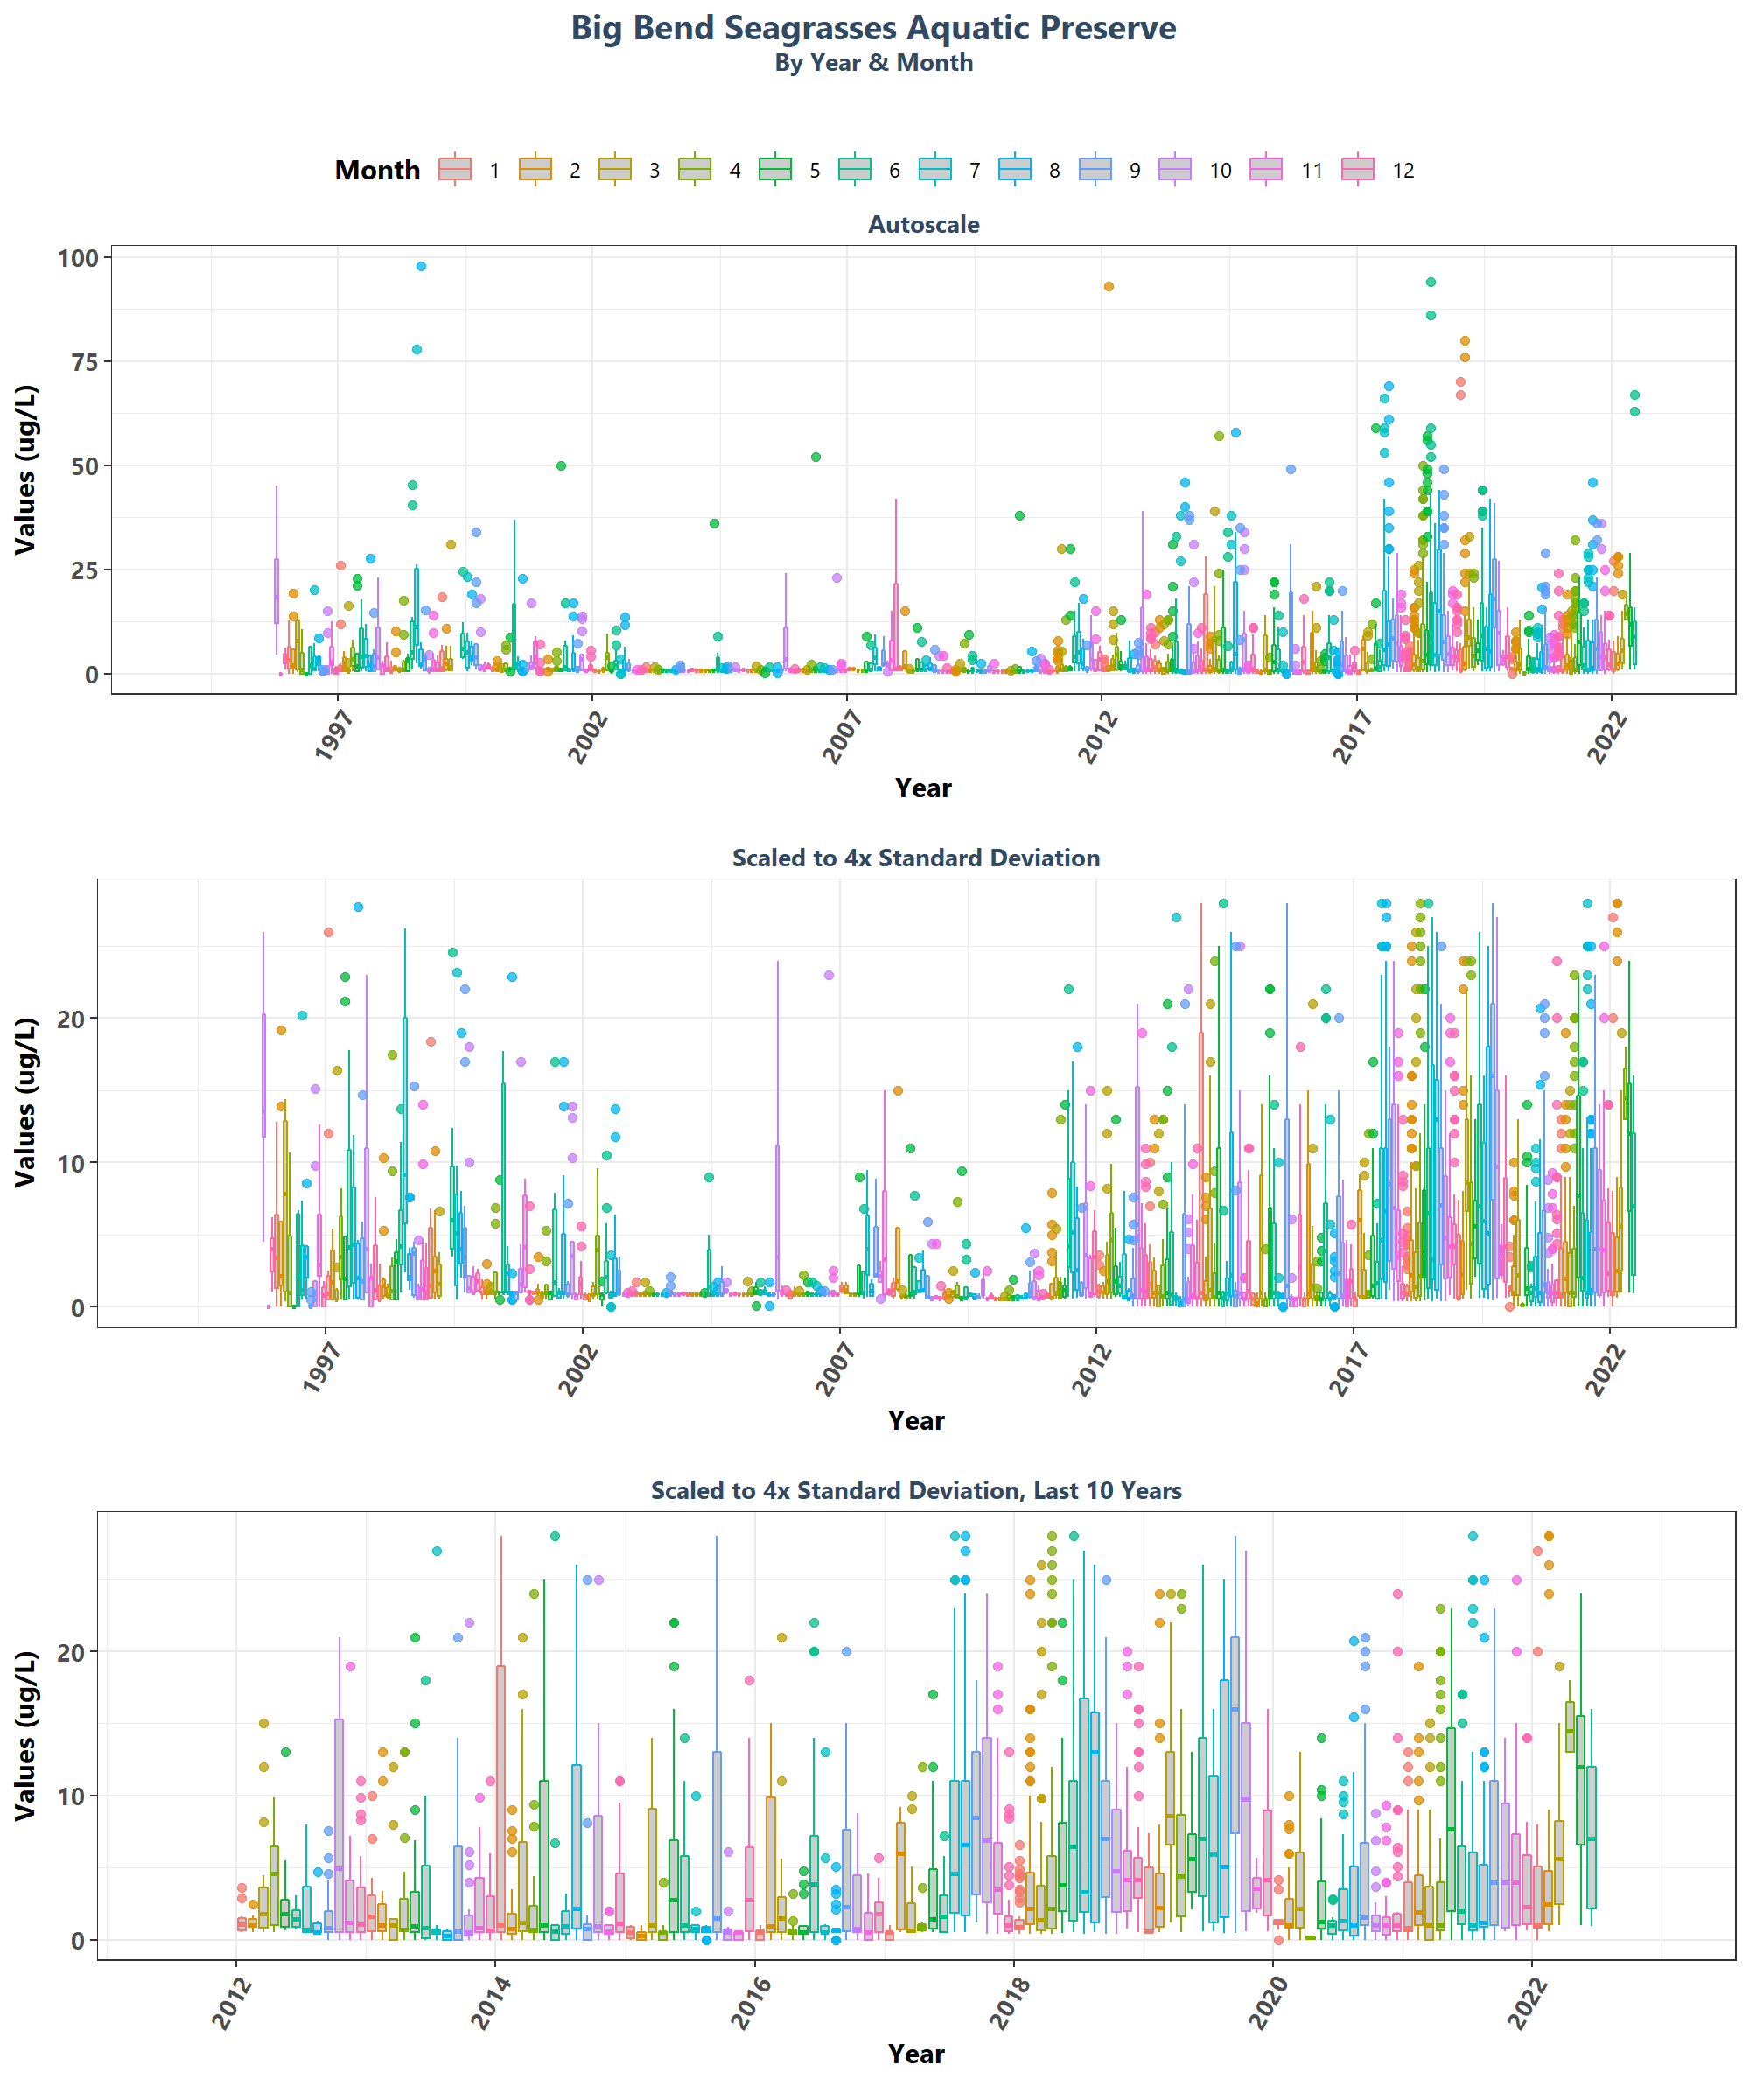 Big Bend Seagrasses Aquatic Preserve
By Year & Month
Month 1 2 3 4 5 6 7 8 9 10 11 12
Autoscale
100
75
50
25
0
Values (ug/L)
1997 2002 2007 2012 2017 2022
Year
Scaled to 4x Standard Deviation
20
10
0
Values (ug/L)
1997 2002 2007 2012 2017 2022
Year
Scaled to 4x Standard Deviation, Last 10 Years
20
10
0
Values (ug/L)
2012 2014 2016 2018 2020 2022
Year